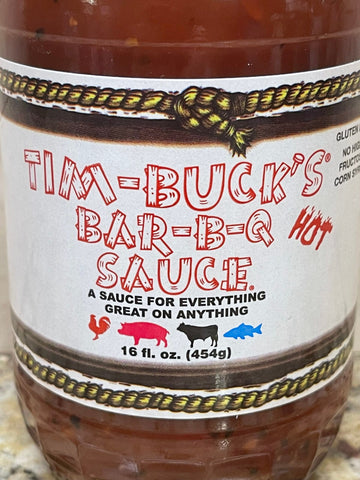 TIM-BUCK'S®
BAR-B-Q
HOT
SAUCE®
A SAUCE FOR EVERYTHING
GREAT ON ANYTHING
16 fl. oz. (454g)
GLUTEN
NO HIGH
FRUCTO
CORN SY